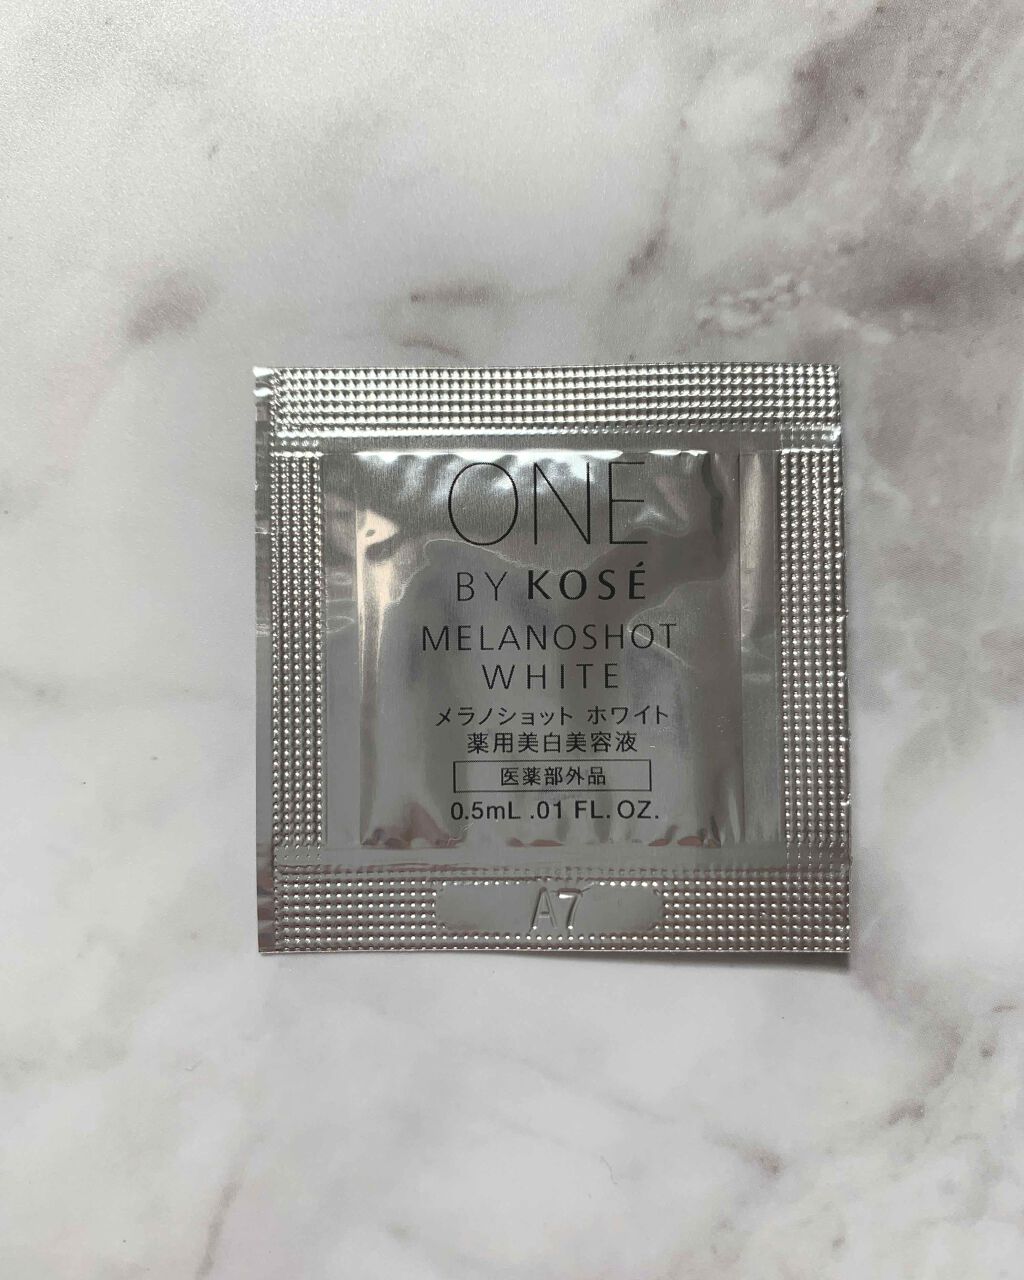 ONE
BY KOSÉ
MELANOSHOT
WHITE
メラノショット ホワイト
薬用美白美容液
医薬部外品
0.5mL .01 FL. OZ.
A7